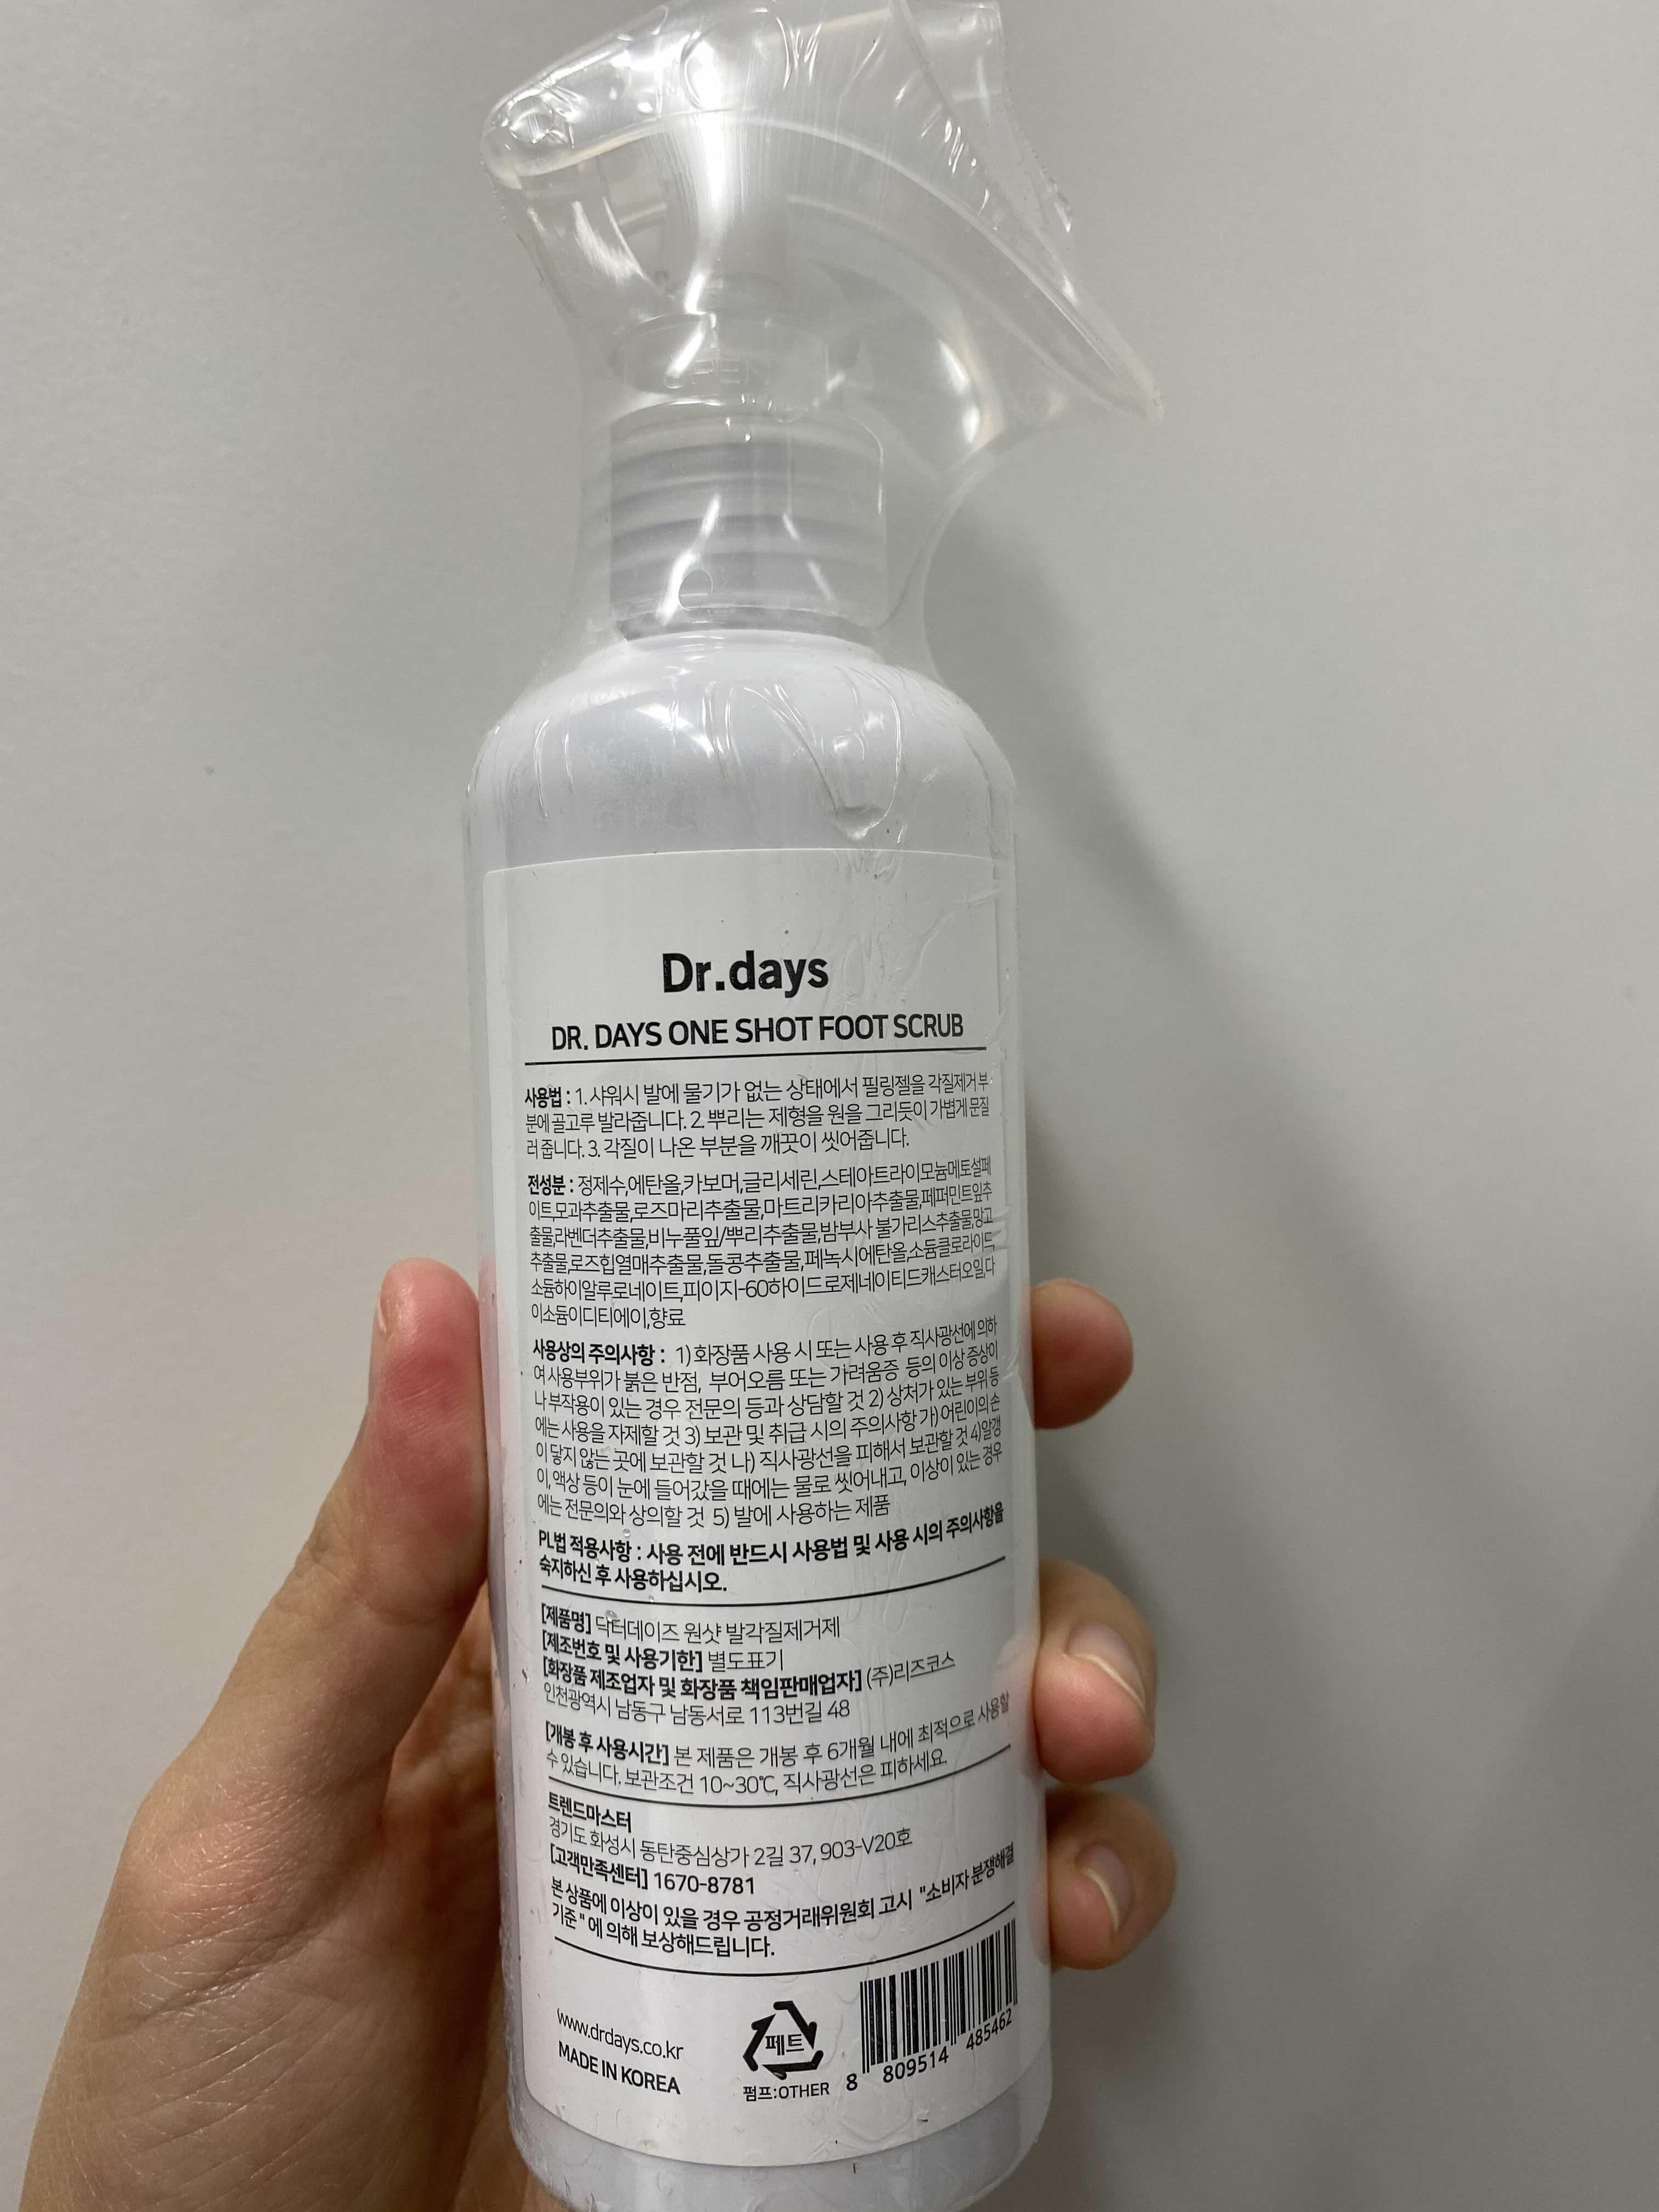 OPEN
Dr.days
DR. DAYS ONE SHOT FOOT SCRUB
사용법 : 1. 샤워시 발에 물기가 없는 상태에서 필링젤을 각질제거 부
분에 골고루 발라줍니다. 2. 뿌리는 제형을 원을 그리듯이 가볍게 문질
러 줍니다. 3. 각질이 나온 부분을 깨끗이 씻어줍니다.
전성분 : 정제수,에탄올,카보머,글리세린,스테아트라이모늄메토설페
이트,모과추출물,로즈마리추출물,마트리카리아추출물,페퍼민트잎추
출물,라벤더추출물,비누풀잎/뿌리추출물,밤부사 불가리스추출물,망고
추출물,로즈힙열매추출물,돌콩추출물,페녹시에탄올,소듐클로라이드
소듐하이알루로네이트,피이지-60하이드로제네이티드캐스터오일,다
이소듐이디티에이,향료
사용상의 주의사항 : 1) 화장품 사용 시 또는 사용 후 직사광선에 의하
여 사용부위가 붉은 반점, 부어오름 또는 가려움증 등의 이상 증상이
나 부작용이 있는 경우 전문의 등과 상담할 것 2) 상처가 있는 부위 등
에는 사용을 자제할 것 3) 보관 및 취급 시의 주의사항 가) 어린이의 손
이 닿지 않는 곳에 보관할 것 나) 직사광선을 피해서 보관할 것 4)알갱
이, 액상 등이 눈에 들어갔을 때에는 물로 씻어내고, 이상이 있는 경우
에는 전문의와 상의할 것 5) 발에 사용하는 제품
PL법 적용사항 : 사용 전에 반드시 사용법 및 사용 시의 주의사항을
숙지하신 후 사용하십시오.
[제품명] 닥터데이즈 원샷 발각질제거제
[제조번호 및 사용기한] 별도표기
[화장품 제조업자 및 화장품 책임판매업자] (주)리즈코스
인천광역시 남동구 남동서로 113번길 48
[개봉 후 사용시간] 본 제품은 개봉 후 6개월 내에 최적으로 사용할
수 있습니다. 보관조건 10~30℃, 직사광선은 피하세요.
트렌드마스터
경기도 화성시 동탄중심상가 2길 37, 903-V20호
[고객만족센터] 1670-8781
본 상품에 이상이 있을 경우 공정거래위원회 고시 "소비자 분쟁해결
기준" 에 의해 보상해드립니다.
www.drdays.co.kr
MADE IN KOREA
페트
펌프:OTHER
8 809514 485462